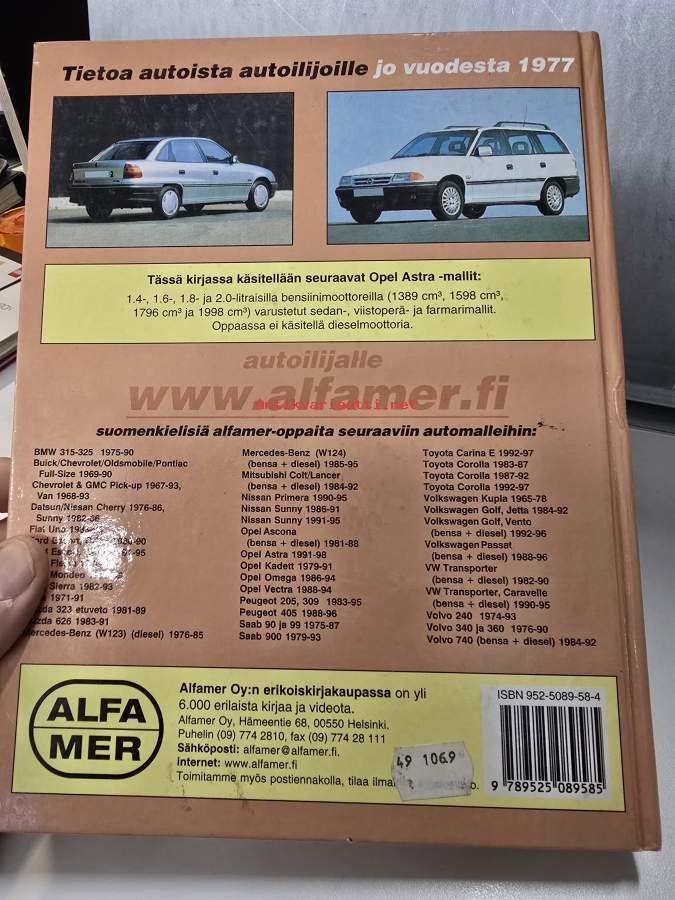 Tietoa autoista autoilijoille jo vuodesta 1977
Tässä kirjassa käsitellään seuraavat Opel Astra -mallit:
1.4-, 1.6-, 1.8- ja 2.0-litraisilla bensiinimoottoreilla (1389 cm³, 1598 cm³,
1796 cm³ ja 1998 cm³) varustetut sedan-, viistoperä- ja farmarimallit.
Oppaassa ei käsitellä dieselmoottoria.
autoilijalle
www.alfamer.fi
Antikvariaatti.net
suomenkielisiä alfamer-oppaita seuraaviin automalleihin:
BMW 315-325 1975-90
Buick/Chevrolet/Oldsmobile/Pontiac
Full-Size 1969-90
Chevrolet & GMC Pick-up 1967-93,
Van 1968-93
Datsun/Nissan Cherry 1976-86,
Sunny 1982-86
Fiat Uno
Mondeo
Sierra 1982-93
1971-91
323 etuveto 1981-89
626 1983-91
Mercedes-Benz (W123) (diesel) 1976-85
Mercedes-Benz (W124)
(bensa + diesel) 1985-95
Mitsubishi Colt/Lancer
(bensa + diesel) 1984-92
Nissan Primera 1990-95
Nissan Sunny 1986-91
Nissan Sunny 1991-95
Opel Ascona
(bensa + diesel) 1981-88
Opel Astra 1991-98
Opel Kadett 1979-91
Opel Omega 1986-94
Opel Vectra 1988-94
Peugeot 205, 309 1983-95
Peugeot 405 1988-96
Saab 90 ja 99 1975-87
Saab 900 1979-93
Toyota Carina E 1992-97
Toyota Corolla 1983-87
Toyota Corolla 1987-92
Toyota Corolla 1992-97
Volkswagen Kupla 1965-78
Volkswagen Golf, Jetta 1984-92
Volkswagen Golf, Vento
(bensa + diesel) 1992-96
Volkswagen Passat
(bensa + diesel) 1988-96
VW Transporter
(bensa + diesel) 1982-90
VW Transporter, Caravelle
(bensa + diesel) 1990-95
Volvo 240 1974-93
Volvo 340 ja 360 1976-90
Volvo 740 (bensa + diesel) 1984-92
ALFA
MER
Alfamer Oy:n erikoiskirjakaupassa on yli
6.000 erilaista kirjaa ja videota.
Alfamer Oy, Hämeentie 68, 00550 Helsinki.
Puhelin (09) 774 2810, fax (09) 774 28 111
Sähköposti: alfamer@alfamer.fi.
internet: www.alfamer.fi
Toimitamme myös postiennakolla, tilaa
49 1069
ISBN 952-5089-58-4
9 789525 089585